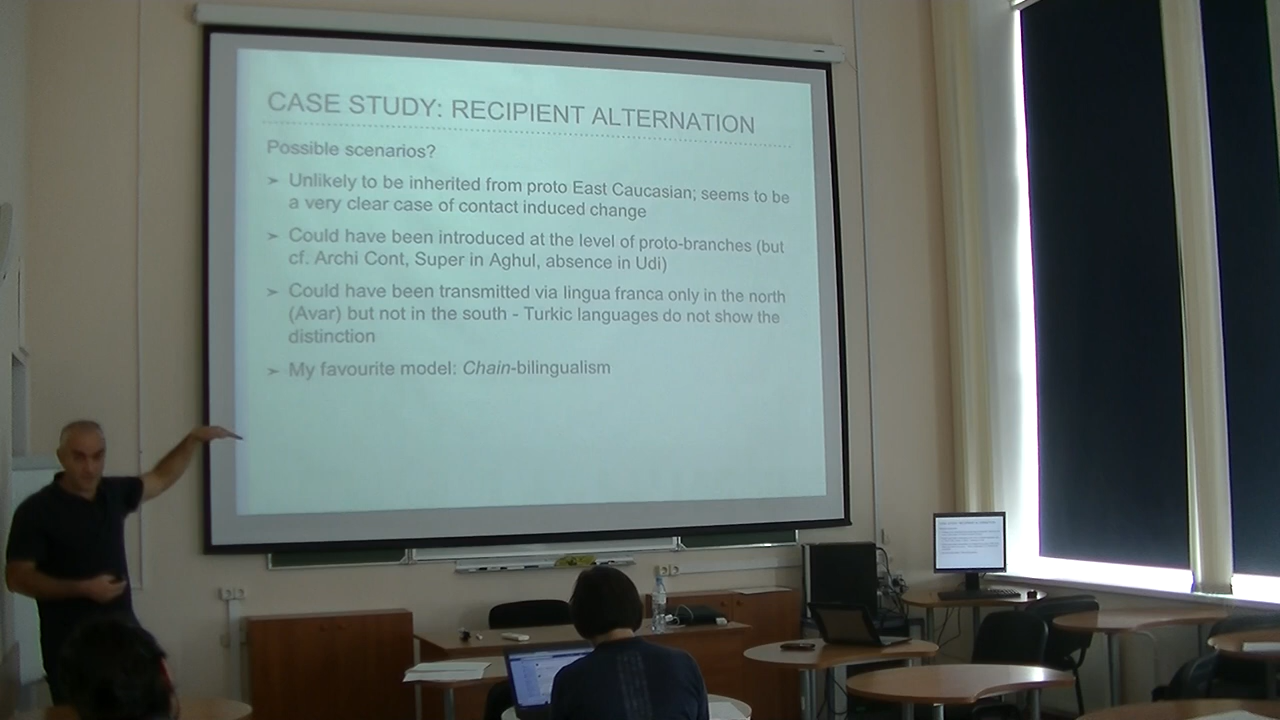 CASE STUDY: RECIPIENT ALTERNATION
Possible scenarios?
➢ Unlikely to be inherited from proto East Caucasian; seems to be
a very clear case of contact induced change
➢ Could have been introduced at the level of proto-branches (but
cf. Archi Cont, Super in Aghul, absence in Udi)
➢ Could have been transmitted via lingua franca only in the north
(Avar) but not in the south - Turkic languages do not show the
distinction
➢ My favourite model: Chain-bilingualism